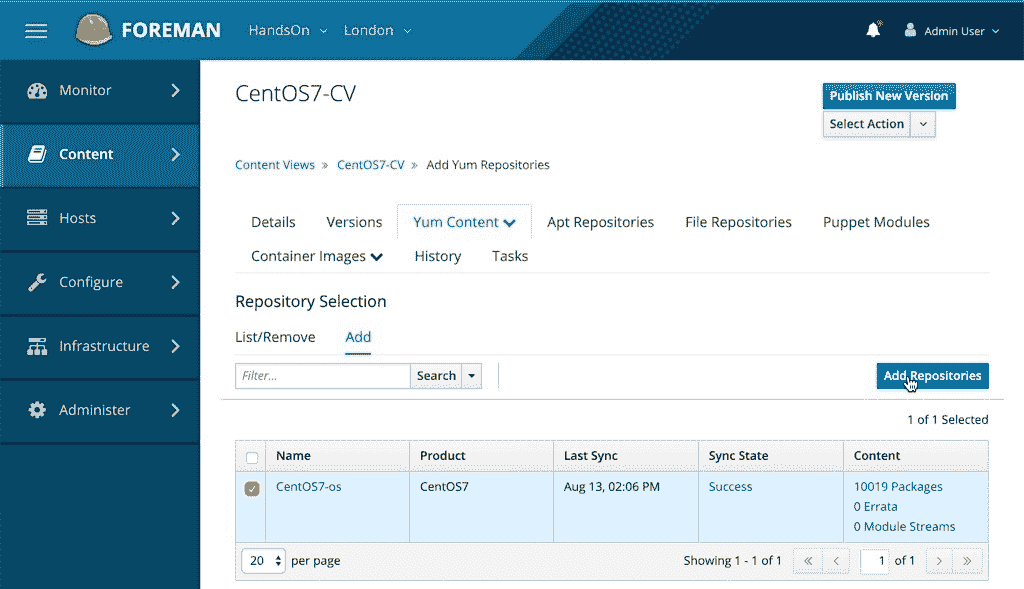 FOREMAN HandsOn London Admin User
Monitor
Content
Hosts
Configure
Infrastructure
Administer
CentOS7-CV
Publish New Version
Select Action
Content Views » CentOS7-CV » Add Yum Repositories
Details Versions Yum Content Apt Repositories File Repositories Puppet Modules
Container Images History Tasks
Repository Selection
List/Remove Add
Filter... Search Add Repositories
1 of 1 Selected
Name Product Last Sync Sync State Content
CentOS7-os CentOS7 Aug 13, 02:06 PM Success 10019 Packages
0 Errata
0 Module Streams
20 per page Showing 1 - 1 of 1 « ‹ 1 of 1 › »